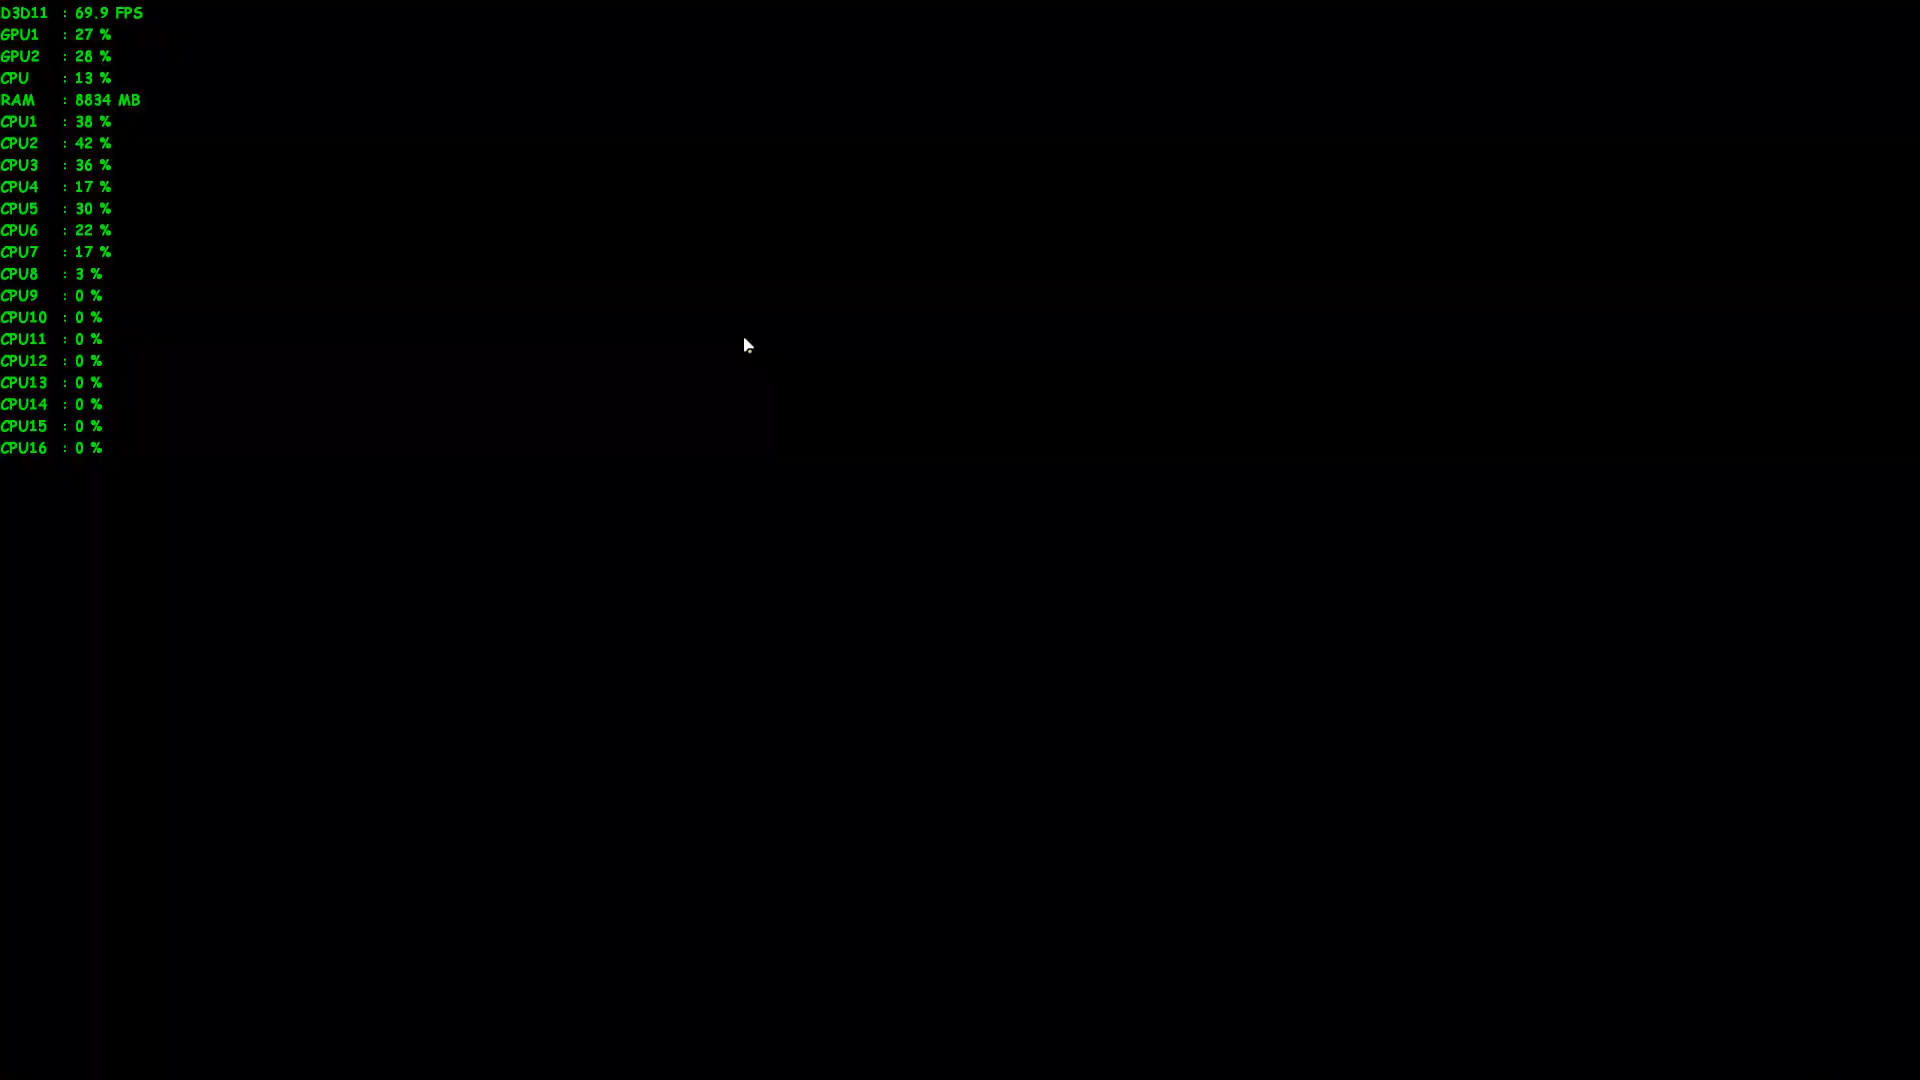 D3D11 : 69.9 FPS
GPU1 : 27 %
GPU2 : 28 %
CPU : 13 %
RAM : 8834 MB
CPU1 : 38 %
CPU2 : 42 %
CPU3 : 36 %
CPU4 : 17 %
CPU5 : 30 %
CPU6 : 22 %
CPU7 : 17 %
CPU8 : 3 %
CPU9 : 0 %
CPU10 : 0 %
CPU11 : 0 %
CPU12 : 0 %
CPU13 : 0 %
CPU14 : 0 %
CPU15 : 0 %
CPU16 : 0 %